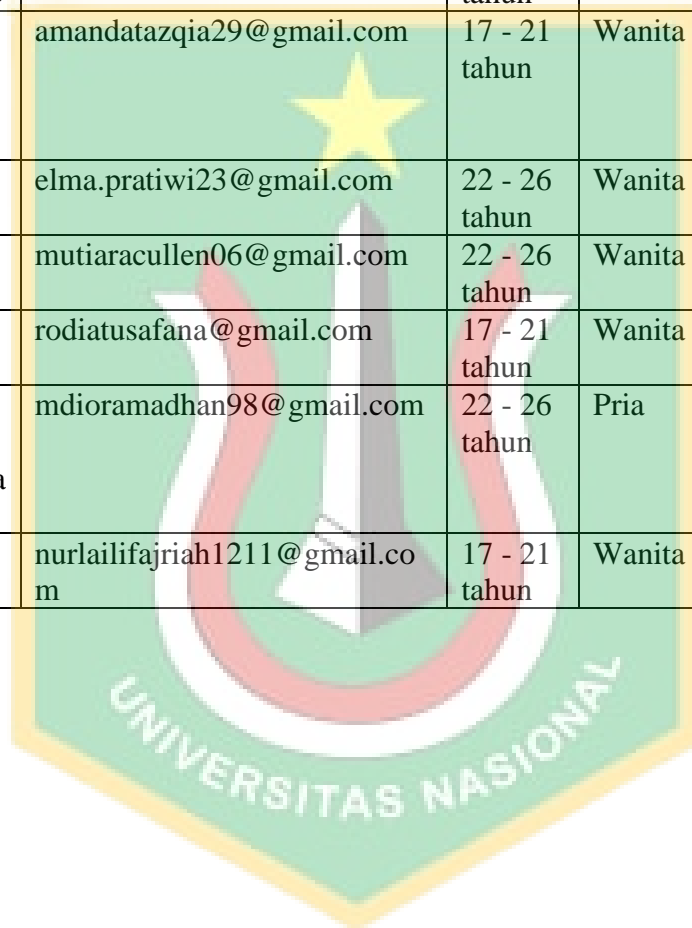 tahun
amandatazqia29@gmail.com 17 - 21 Wanita
tahun
elma.pratiwi23@gmail.com 22 - 26 Wanita
tahun
mutiaracullen06@gmail.com 22 - 26 Wanita
tahun
rodiatusafana@gmail.com 17 - 21 Wanita
tahun
mdioramadhan98@gmail.com 22 - 26 Pria
tahun
a
nurlailifajriah1211@gmail.co 17 - 21 Wanita
m tahun
UNIVERSITAS NASIONAL